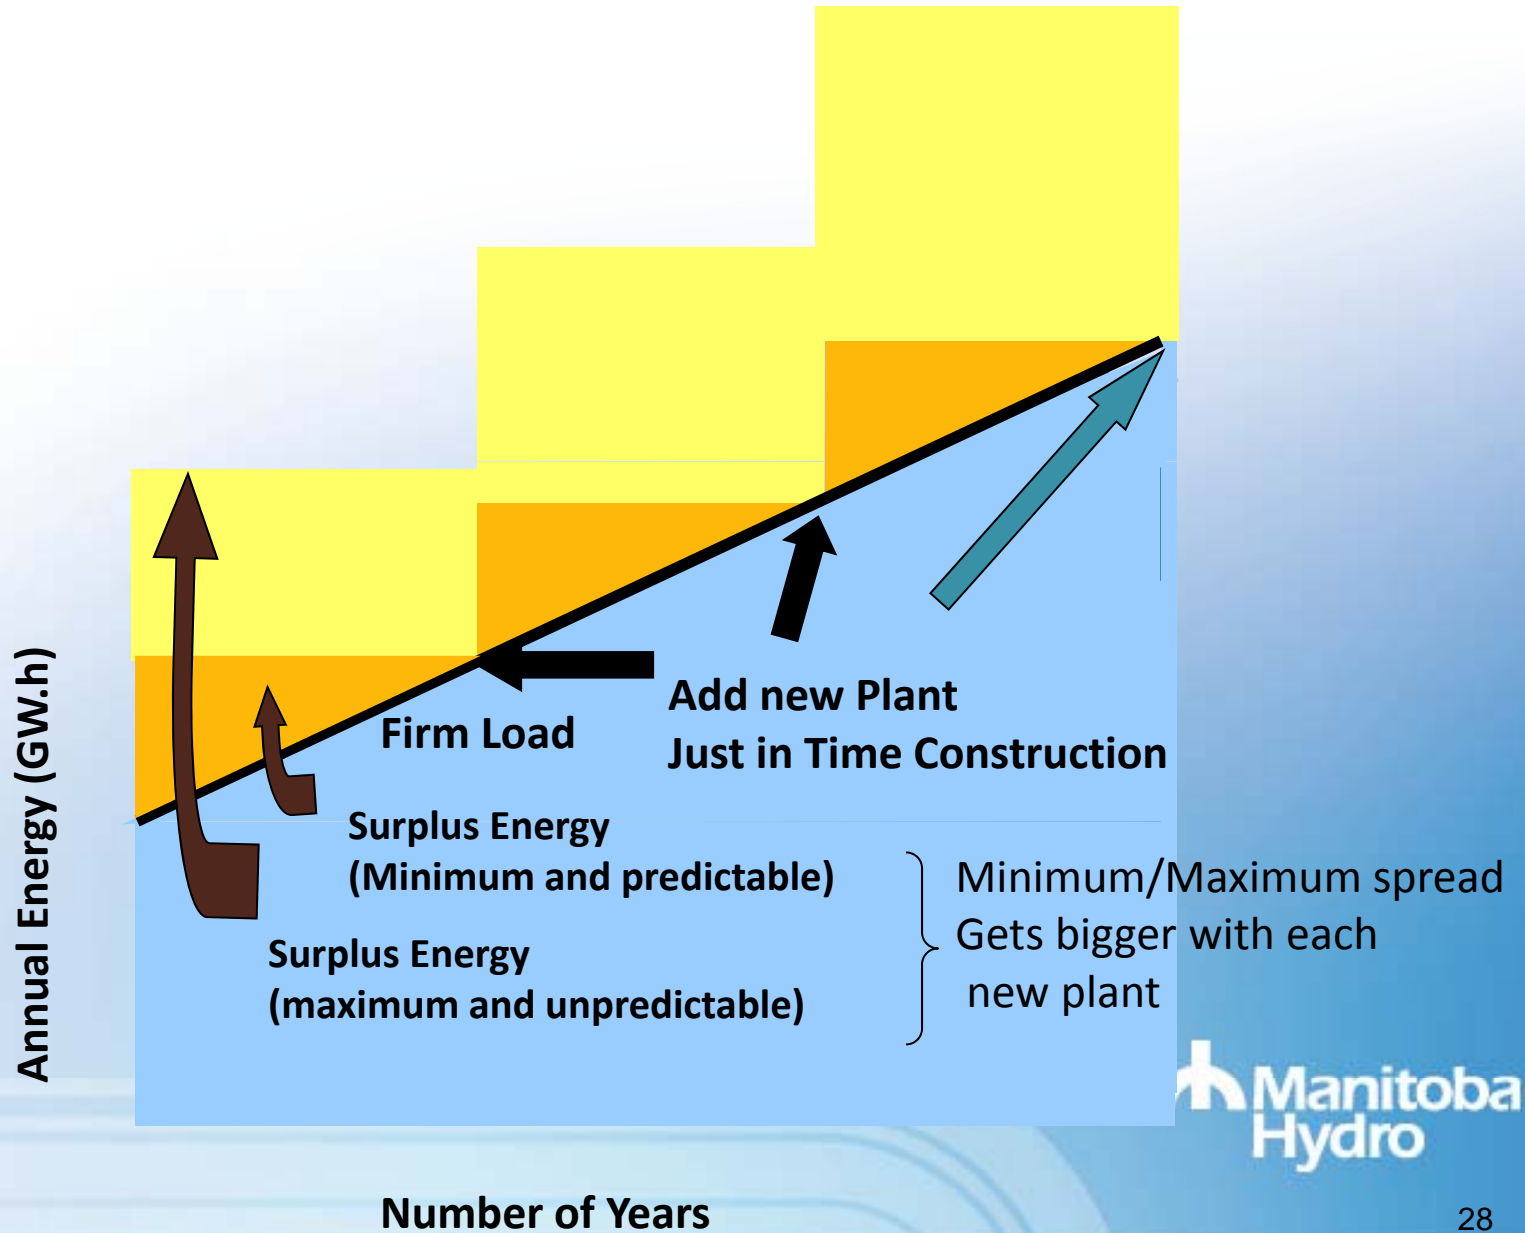 Annual Energy (GW.h)
Firm Load
Add new Plant
Just in Time Construction
Surplus Energy
(Minimum and predictable)
Surplus Energy
(maximum and unpredictable)
Minimum/Maximum spread
Gets bigger with each
new plant
Manitoba
Hydro
Number of Years
28